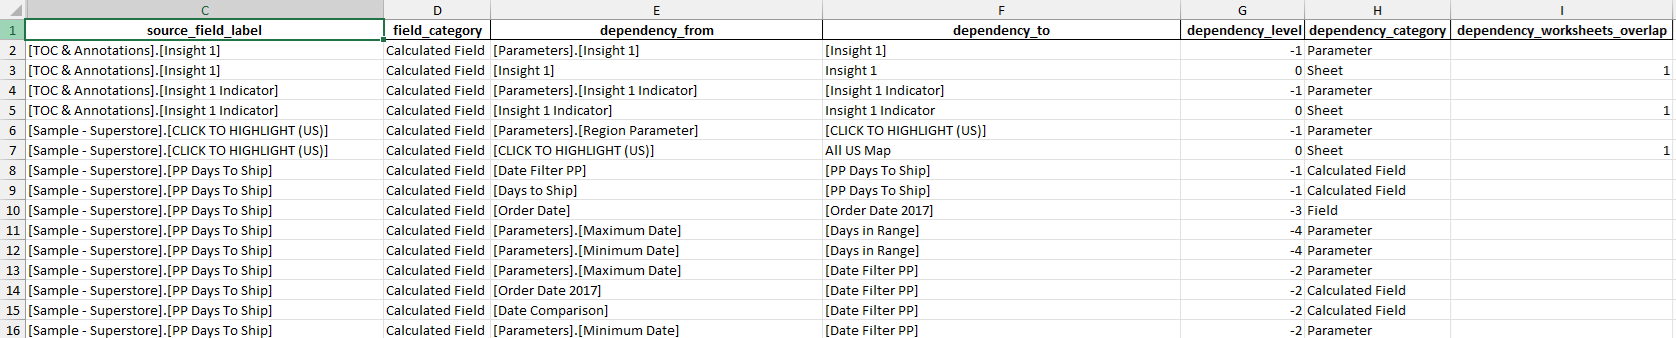 C D E F G H I
1 source_field_label field_category dependency_from dependency_to dependency_level dependency_category dependency_worksheets_overlap
2 [TOC & Annotations].[Insight 1] Calculated Field [Parameters].[Insight 1] [Insight 1] -1 Parameter
3 [TOC & Annotations].[Insight 1] Calculated Field [Insight 1] Insight 1 0 Sheet 1
4 [TOC & Annotations].[Insight 1 Indicator] Calculated Field [Parameters].[Insight 1 Indicator] [Insight 1 Indicator] -1 Parameter
5 [TOC & Annotations].[Insight 1 Indicator] Calculated Field [Insight 1 Indicator] Insight 1 Indicator 0 Sheet 1
6 [Sample - Superstore].[CLICK TO HIGHLIGHT (US)] Calculated Field [Parameters].[Region Parameter] [CLICK TO HIGHLIGHT (US)] -1 Parameter
7 [Sample - Superstore].[CLICK TO HIGHLIGHT (US)] Calculated Field [CLICK TO HIGHLIGHT (US)] All US Map 0 Sheet 1
8 [Sample - Superstore].[PP Days To Ship] Calculated Field [Date Filter PP] [PP Days To Ship] -1 Calculated Field
9 [Sample - Superstore].[PP Days To Ship] Calculated Field [Days to Ship] [PP Days To Ship] -1 Calculated Field
10 [Sample - Superstore].[PP Days To Ship] Calculated Field [Order Date] [Order Date 2017] -3 Field
11 [Sample - Superstore].[PP Days To Ship] Calculated Field [Parameters].[Maximum Date] [Days in Range] -4 Parameter
12 [Sample - Superstore].[PP Days To Ship] Calculated Field [Parameters].[Minimum Date] [Days in Range] -4 Parameter
13 [Sample - Superstore].[PP Days To Ship] Calculated Field [Parameters].[Maximum Date] [Date Filter PP] -2 Parameter
14 [Sample - Superstore].[PP Days To Ship] Calculated Field [Order Date 2017] [Date Filter PP] -2 Calculated Field
15 [Sample - Superstore].[PP Days To Ship] Calculated Field [Date Comparison] [Date Filter PP] -2 Calculated Field
16 [Sample - Superstore].[PP Days To Ship] Calculated Field [Parameters].[Minimum Date] [Date Filter PP] -2 Parameter